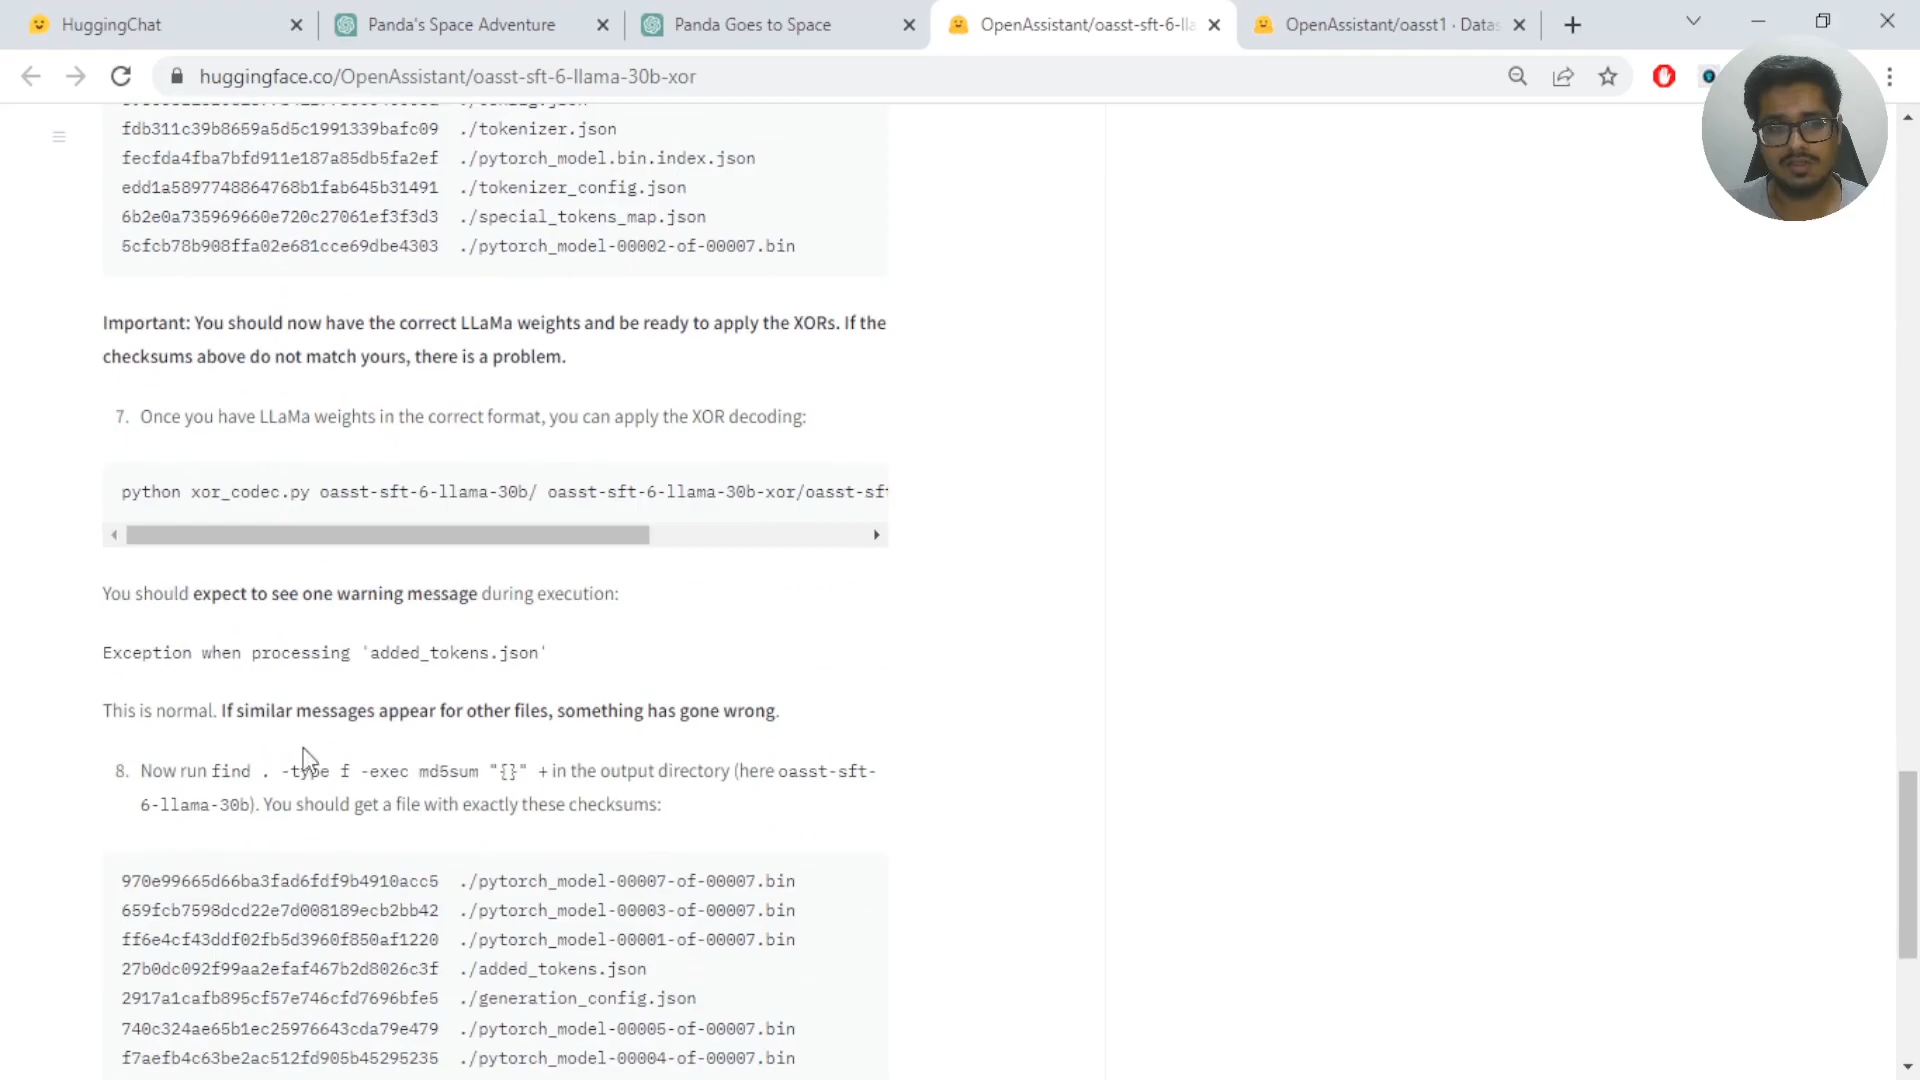 HuggingChat
Panda's Space Adventure
Panda Goes to Space
OpenAssistant/oasst-sft-6-lla
OpenAssistant/oasst1 · Datas
huggingface.co/OpenAssistant/oasst-sft-6-llama-30b-xor
fdb311c39b8659a5d5c1991339bafc09 ./tokenizer.json
fecfda4fba7bfd911e187a85db5fa2ef ./pytorch_model.bin.index.json
edd1a5897748864768b1fab645b31491 ./tokenizer_config.json
6b2e0a735969660e720c27061ef3f3d3 ./special_tokens_map.json
5cfcb78b908ffa02e681cce69dbe4303 ./pytorch_model-00002-of-00007.bin
Important: You should now have the correct LLaMa weights and be ready to apply the XORs. If the
checksums above do not match yours, there is a problem.
7. Once you have LLaMa weights in the correct format, you can apply the XOR decoding:
python xor_codec.py oasst-sft-6-llama-30b/ oasst-sft-6-llama-30b-xor/oasst-sf
You should expect to see one warning message during execution:
Exception when processing 'added_tokens.json'
This is normal. If similar messages appear for other files, something has gone wrong.
8. Now run find . -type f -exec md5sum "{}" + in the output directory (here oasst-sft-
6-llama-30b). You should get a file with exactly these checksums:
970e99665d66ba3fad6fdf9b4910acc5 ./pytorch_model-00007-of-00007.bin
659fcb7598dcd22e7d008189ecb2bb42 ./pytorch_model-00003-of-00007.bin
ff6e4cf43ddf02fb5d3960f850af1220 ./pytorch_model-00001-of-00007.bin
27b0dc092f99aa2efaf467b2d8026c3f ./added_tokens.json
2917a1cafb895cf57e746cfd7696bfe5 ./generation_config.json
740c324ae65b1ec25976643cda79e479 ./pytorch_model-00005-of-00007.bin
f7aefb4c63be2ac512fd905b45295235 ./pytorch_model-00004-of-00007.bin